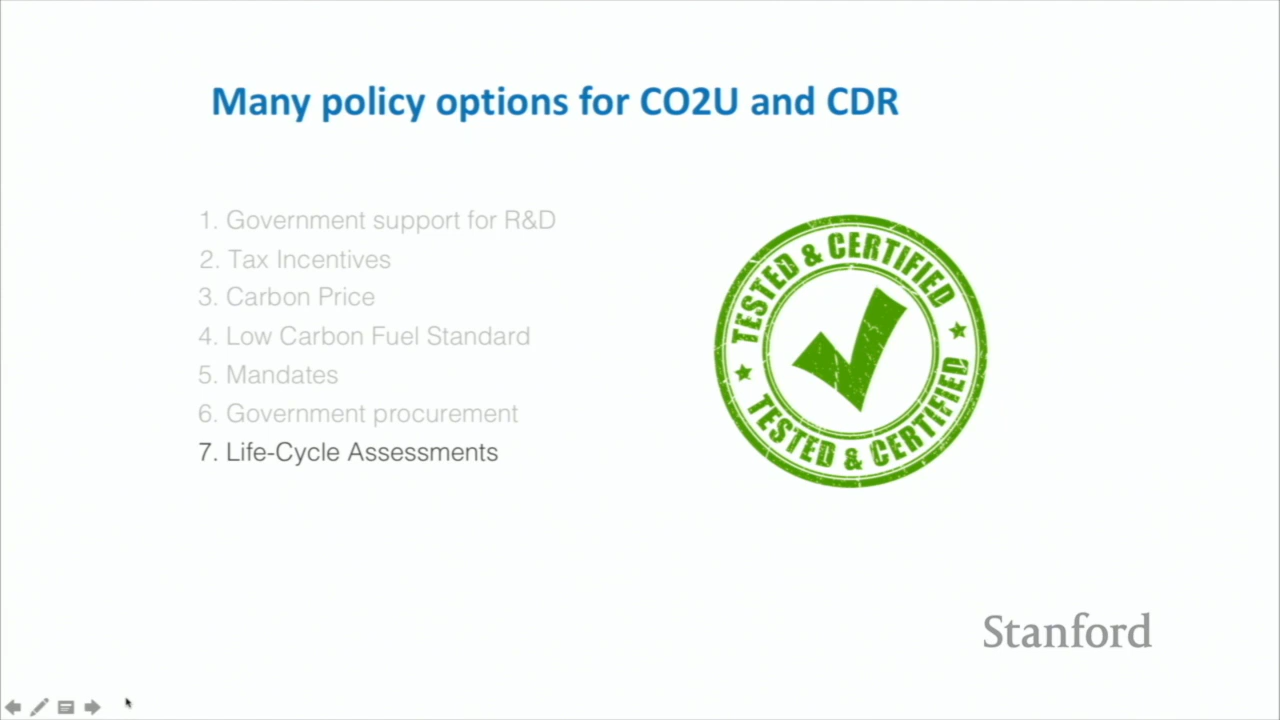 Many policy options for CO2U and CDR
1. Government support for R&D
2. Tax Incentives
3. Carbon Price
4. Low Carbon Fuel Standard
5. Mandates
6. Government procurement
7. Life-Cycle Assessments
TESTED & CERTIFIED
TESTED & CERTIFIED
Stanford